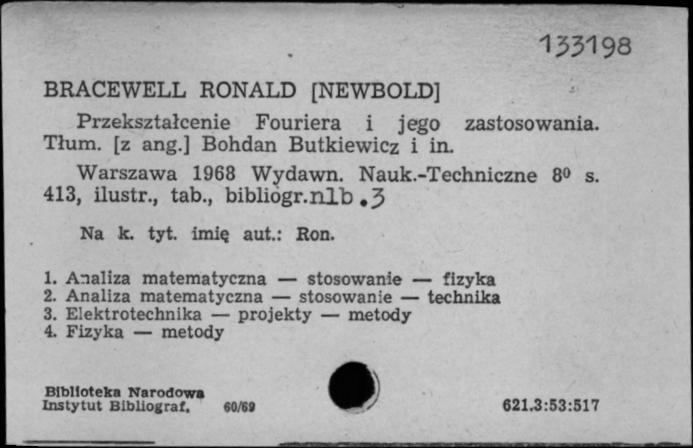 133198
BRACEWELL RONALD [NEWBOLD]
Przekształcenie Fouriera i jego zastosowania.
Tłum. [z ang.] Bohdan Butkiewicz i in.
Warszawa 1968 Wydawn. Nauk.-Techniczne 8⁰ s.
413, ilustr., tab., bibliogr.nlb.3
Na k. tyt. imię aut.: Ron.
1. Analiza matematyczna — stosowanie — fizyka
2. Analiza matematyczna — stosowanie — technika
3. Elektrotechnika — projekty — metody
4. Fizyka — metody
Biblioteka Narodowa
Instytut Bibliograf. 60/69 621.3:53:517